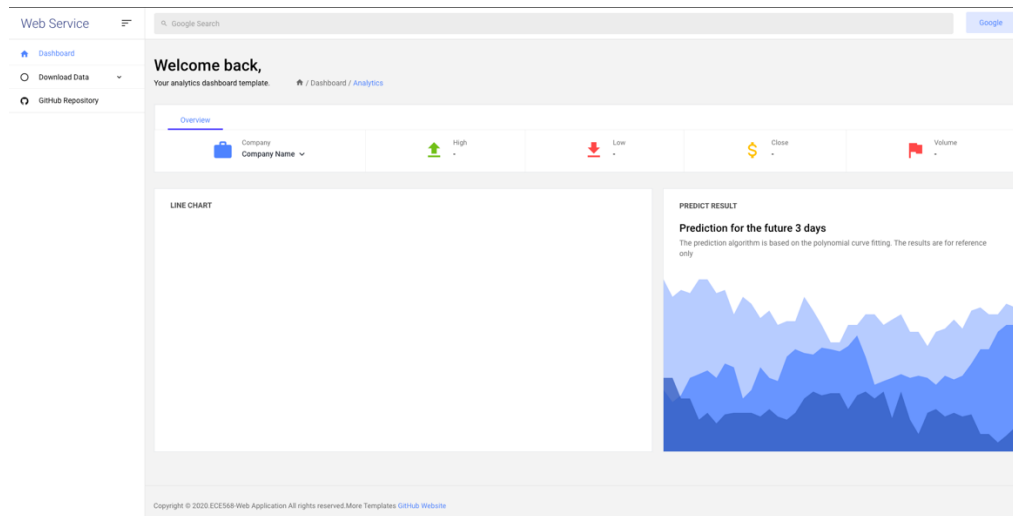 Web Service
Google Search
Google
Dashboard
Download Data
GitHub Repository
Welcome back,
Your analytics dashboard template.
/ Dashboard / Analytics
Overview
Company
Company Name
High
-
Low
-
Close
-
Volume
-
LINE CHART
PREDICT RESULT
Prediction for the future 3 days
The prediction algorithm is based on the polynomial curve fitting. The results are for reference
only
Copyright © 2020.ECE568-Web Application All rights reserved.More Templates GitHub Website